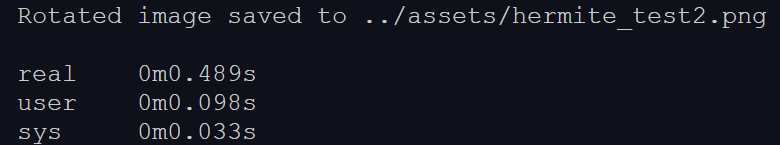 Rotated image saved to ../assets/hermite_test2.png
real 0m0.489s
user 0m0.098s
sys 0m0.033s